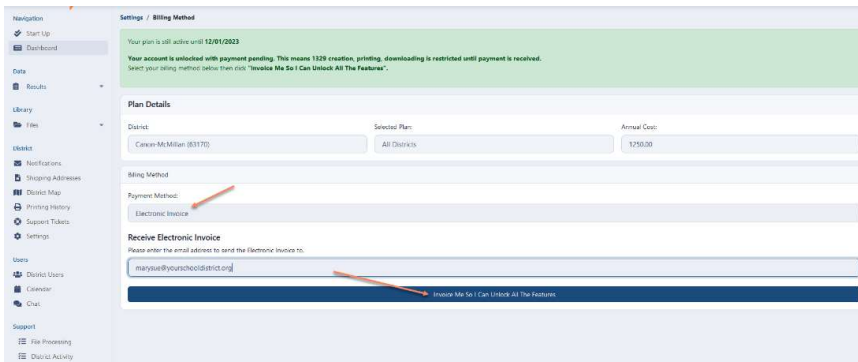 Navigation
Start Up
Dashboard
Data
Results
Library
Files
District
Notifications
Shipping Addresses
District Map
Printing History
Support Tickets
Settings
Users
District Users
Calendar
Chat
Support
File Processing
District Activity
Settings / Billing Method
Your plan is still active until 12/01/2023
Your account is unlocked with payment pending. This means 1329 creation, printing, downloading is restricted until payment is received.
Select your billing method below then click "Invoice Me So I Can Unlock All The Features".
Plan Details
District: Selected Plan: Annual Cost:
Canon-McMillan (63170) All Districts 1250.00
Billing Method
Payment Method:
Electronic Invoice
Receive Electronic Invoice
Please enter the email address to send the Electronic Invoice to.
marysue@yourschooldistrict.org
Invoice Me So I Can Unlock All The Features